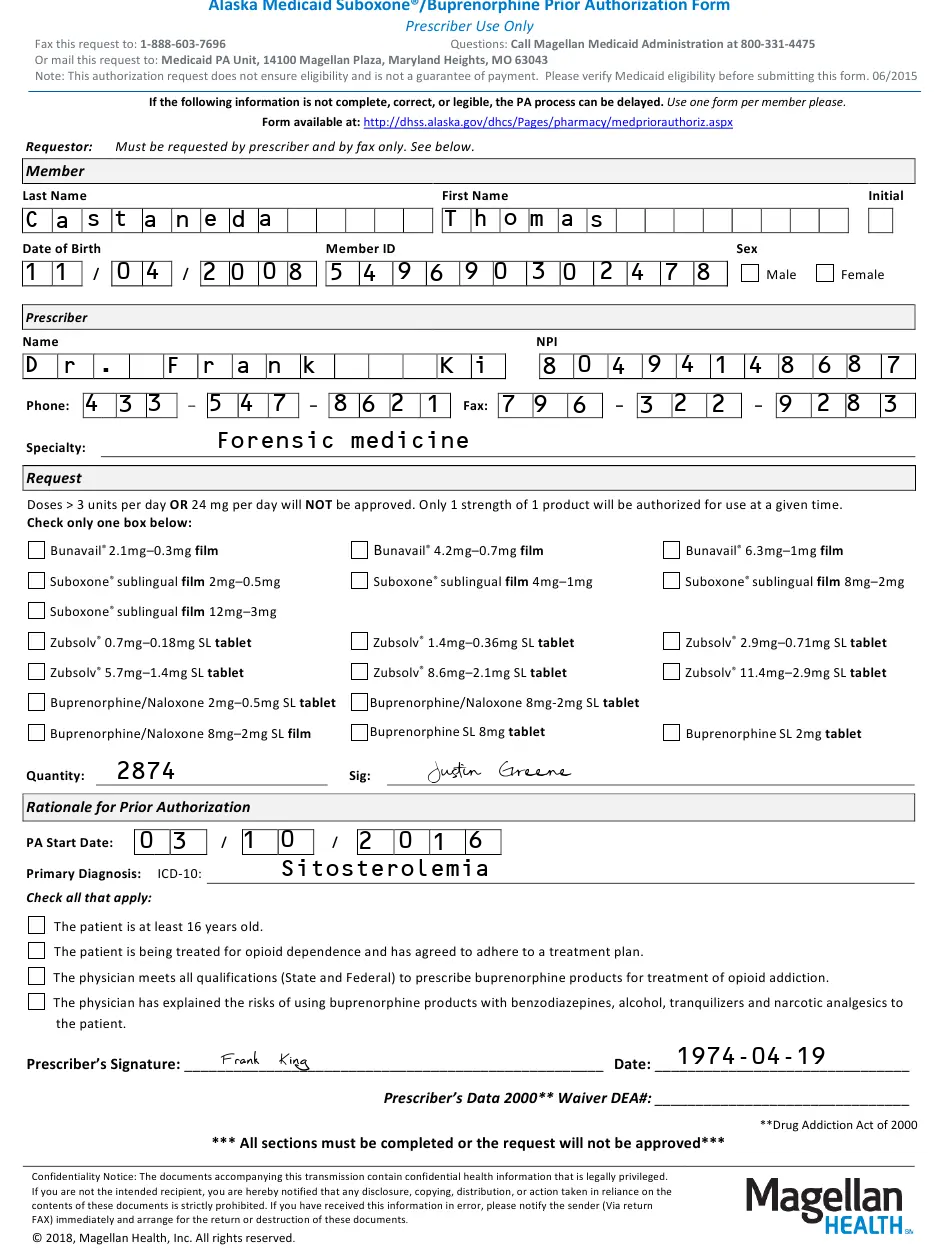 Alaska Medicaid Suboxone®/Buprenorphine Prior Authorization Form
Prescriber Use Only
Fax this request to: 1-888-603-7696 Questions: Call Magellan Medicaid Administration at 800-331-4475
Or mail this request to: Medicaid PA Unit, 14100 Magellan Plaza, Maryland Heights, MO 63043
Note: This authorization request does not ensure eligibility and is not a guarantee of payment. Please verify Medicaid eligibility before submitting this form. 06/2015
If the following information is not complete, correct, or legible, the PA process can be delayed. Use one form per member please.
Form available at: http://dhss.alaska.gov/dhcs/Pages/pharmacy/medpriorauthoriz.aspx
Requestor: Must be requested by prescriber and by fax only. See below.
Member
Last Name First Name Initial
Castaneda Thomas
Date of Birth Member ID Sex
11 / 04 / 2008 549690302478 Male Female
Prescriber
Name NPI
Dr. Frank Ki 80494148687
Phone: 433 - 547 - 8621 Fax: 796 - 322 - 9283
Specialty: Forensic medicine
Request
Doses > 3 units per day OR 24 mg per day will NOT be approved. Only 1 strength of 1 product will be authorized for use at a given time.
Check only one box below:
Bunavail® 2.1mg–0.3mg film Bunavail® 4.2mg–0.7mg film Bunavail® 6.3mg–1mg film
Suboxone® sublingual film 2mg–0.5mg Suboxone® sublingual film 4mg–1mg Suboxone® sublingual film 8mg–2mg
Suboxone® sublingual film 12mg–3mg
Zubsolv® 0.7mg–0.18mg SL tablet Zubsolv® 1.4mg–0.36mg SL tablet Zubsolv® 2.9mg–0.71mg SL tablet
Zubsolv® 5.7mg–1.4mg SL tablet Zubsolv® 8.6mg–2.1mg SL tablet Zubsolv® 11.4mg–2.9mg SL tablet
Buprenorphine/Naloxone 2mg–0.5mg SL tablet Buprenorphine/Naloxone 8mg-2mg SL tablet
Buprenorphine/Naloxone 8mg–2mg SL film Buprenorphine SL 8mg tablet Buprenorphine SL 2mg tablet
Quantity: 2874 Sig: Justin Greene
Rationale for Prior Authorization
PA Start Date: 03 / 10 / 2016
Primary Diagnosis: ICD-10: Sitosterolemia
Check all that apply:
The patient is at least 16 years old.
The patient is being treated for opioid dependence and has agreed to adhere to a treatment plan.
The physician meets all qualifications (State and Federal) to prescribe buprenorphine products for treatment of opioid addiction.
The physician has explained the risks of using buprenorphine products with benzodiazepines, alcohol, tranquilizers and narcotic analgesics to
the patient.
Prescriber's Signature: Frank King Date: 1974-04-19
Prescriber's Data 2000** Waiver DEA#:
**Drug Addiction Act of 2000
*** All sections must be completed or the request will not be approved***
Confidentiality Notice: The documents accompanying this transmission contain confidential health information that is legally privileged.
If you are not the intended recipient, you are hereby notified that any disclosure, copying, distribution, or action taken in reliance on the
contents of these documents is strictly prohibited. If you have received this information in error, please notify the sender (Via return
FAX) immediately and arrange for the return or destruction of these documents.
© 2018, Magellan Health, Inc. All rights reserved.
Magellan
HEALTH